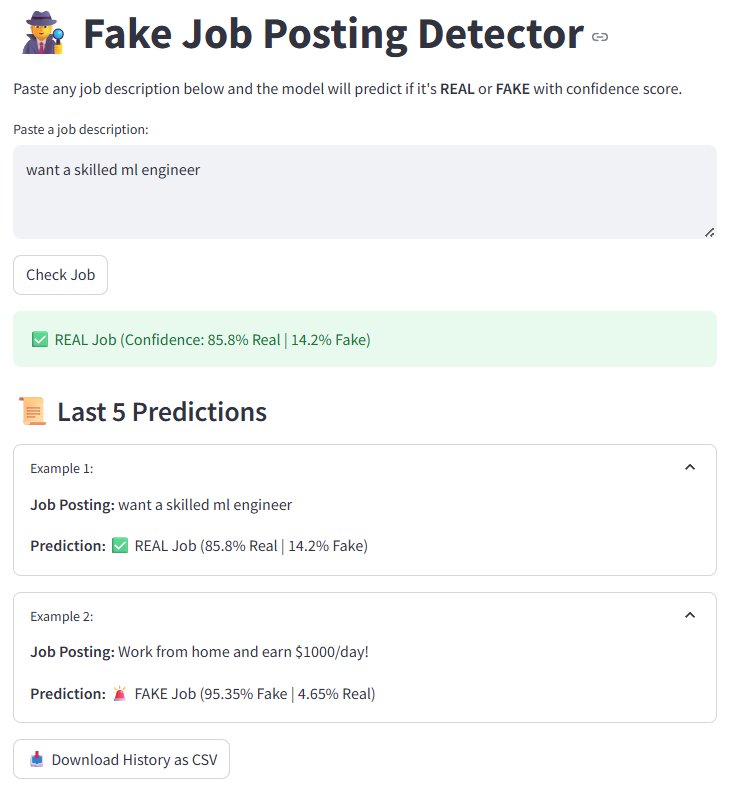 Fake Job Posting Detector
Paste any job description below and the model will predict if it's REAL or FAKE with confidence score.
Paste a job description:
want a skilled ml engineer
Check Job
✅ REAL Job (Confidence: 85.8% Real | 14.2% Fake)
Last 5 Predictions
Example 1:
Job Posting: want a skilled ml engineer
Prediction: ✅ REAL Job (85.8% Real | 14.2% Fake)
Example 2:
Job Posting: Work from home and earn $1000/day!
Prediction: 🚨 FAKE Job (95.35% Fake | 4.65% Real)
📥 Download History as CSV